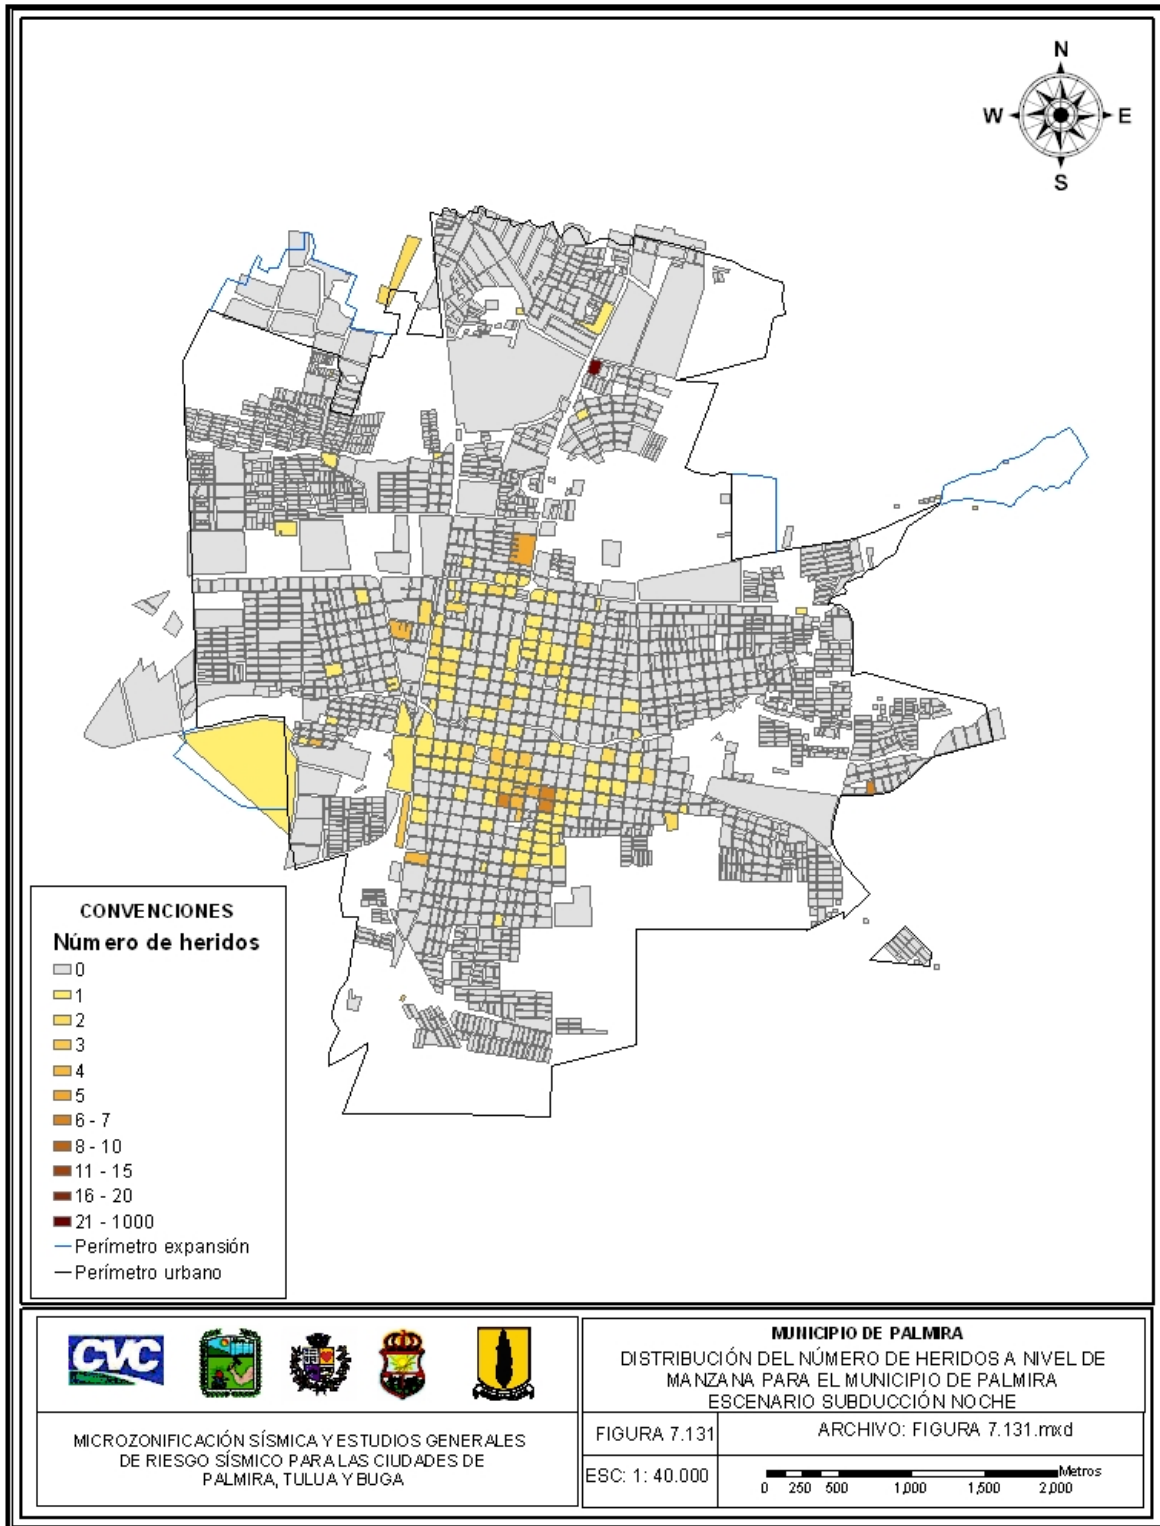 N
W
E
S
CONVENCIONES
Número de heridos
0
1
2
3
4
5
6 - 7
8 - 10
11 - 15
16 - 20
21 - 1000
Perímetro expansión
Perímetro urbano
CVC
MICROZONIFICACIÓN SÍSMICA Y ESTUDIOS GENERALES
DE RIESGO SÍSMICO PARA LAS CIUDADES DE
PALMIRA, TULUA Y BUGA
MUNICIPIO DE PALMIRA
DISTRIBUCIÓN DEL NÚMERO DE HERIDOS A NIVEL DE
MANZANA PARA EL MUNICIPIO DE PALMIRA
ESCENARIO SUBDUCCIÓN NOCHE
FIGURA 7.131
ARCHIVO: FIGURA 7.131.mxd
ESC: 1: 40.000
Metros
0 250 500 1,000 1,500 2,000